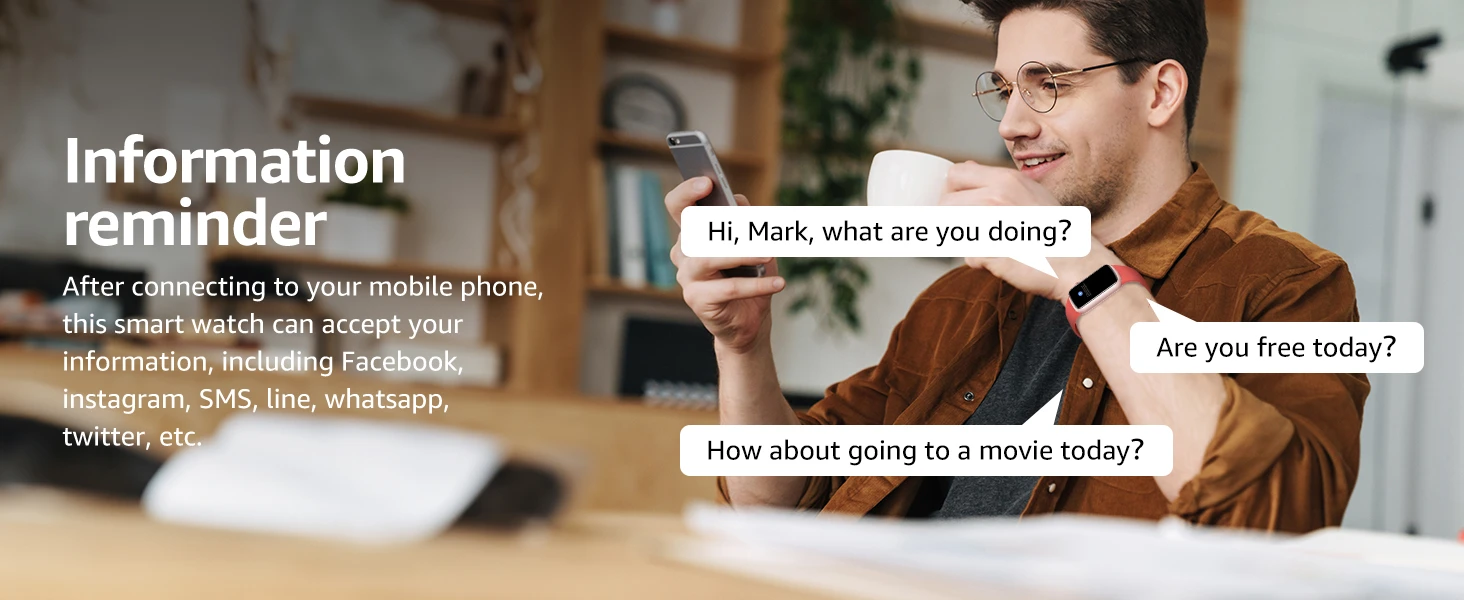 Information
reminder
After connecting to your mobile phone,
this smart watch can accept your
information, including Facebook,
instagram, SMS, line, whatsapp,
twitter, etc.
Hi, Mark, what are you doing?
Are you free today?
How about going to a movie today?